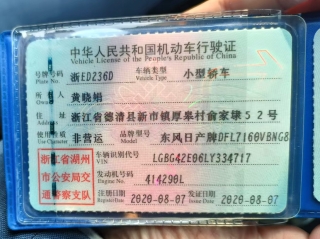 中华人民共和国机动车行驶证
Vehicle License of the People's Republic of China
号牌号码 浙ED236D 车辆类型 小型轿车
Plate No. Vehicle Type
所有人 黄晓娟
Owner
住址 浙江省德清县新市镇厚皋村俞家埭52号
Address
使用性质 非营运 品牌型号 东风日产牌DFL7160VBNG8
Use Character Model
浙江省湖州市公安局交通警察支队
车辆识别代号 LGBG42E06LY334717
VIN
发动机号码 414290L
Engine No.
注册日期 2020-08-07 发证日期 2020-08-07
Register Date Issue Date